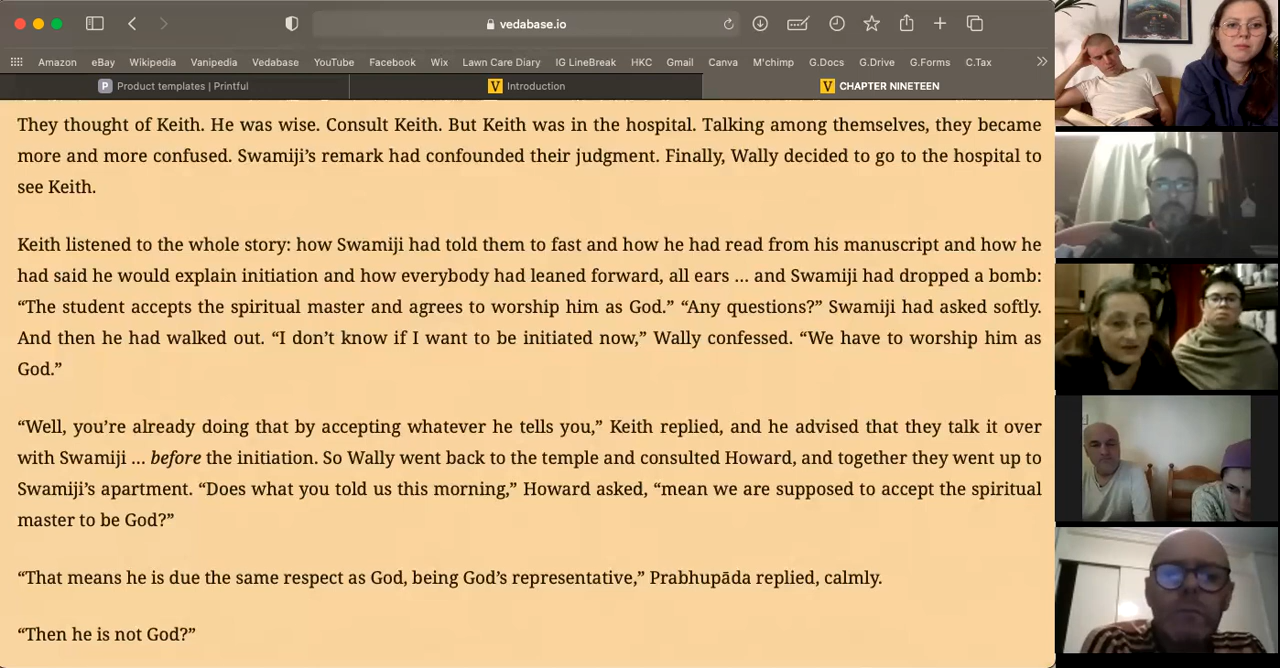 vedabase.io
Amazon eBay Wikipedia Vanipedia Vedabase YouTube Facebook Wix Lawn Care Diary IG LineBreak HKC Gmail Canva M'chimp G.Docs G.Drive G.Forms C.Tax
Product templates | Printful
Introduction
CHAPTER NINETEEN
They thought of Keith. He was wise. Consult Keith. But Keith was in the hospital. Talking among themselves, they became
more and more confused. Swamiji’s remark had confounded their judgment. Finally, Wally decided to go to the hospital to
see Keith.
Keith listened to the whole story: how Swamiji had told them to fast and how he had read from his manuscript and how he
had said he would explain initiation and how everybody had leaned forward, all ears … and Swamiji had dropped a bomb:
“The student accepts the spiritual master and agrees to worship him as God.” “Any questions?” Swamiji had asked softly.
And then he had walked out. “I don’t know if I want to be initiated now,” Wally confessed. “We have to worship him as
God.”
“Well, you’re already doing that by accepting whatever he tells you,” Keith replied, and he advised that they talk it over
with Swamiji … before the initiation. So Wally went back to the temple and consulted Howard, and together they went up to
Swamiji’s apartment. “Does what you told us this morning,” Howard asked, “mean we are supposed to accept the spiritual
master to be God?”
“That means he is due the same respect as God, being God’s representative,” Prabhupāda replied, calmly.
“Then he is not God?”